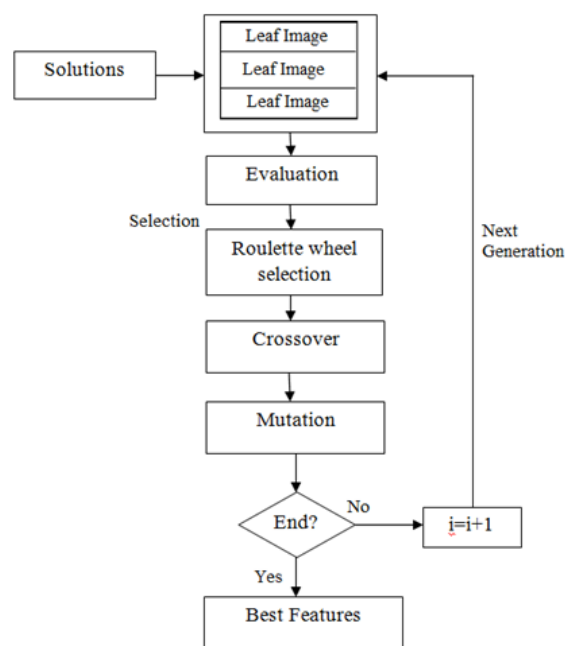 Leaf Image
Solutions
Leaf Image
Leaf Image
Evaluation
Selection
Roulette wheel
selection
Next
Generation
Crossover
Mutation
End?
No
i=i+1
Yes
Best Features